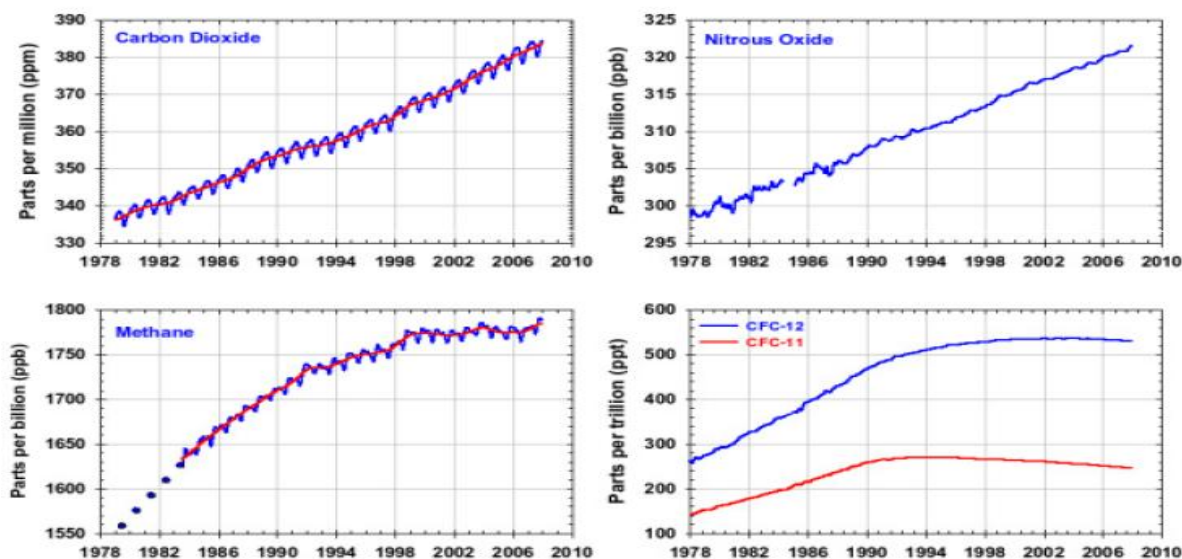 Carbon Dioxide
Parts per million (ppm)
390
380
370
360
350
340
330
1978 1982 1986 1990 1994 1998 2002 2006 2010
Nitrous Oxide
Parts per billion (ppb)
325
320
315
310
305
300
295
1978 1982 1986 1990 1994 1998 2002 2006 2010
Methane
Parts per billion (ppb)
1800
1750
1700
1650
1600
1550
1978 1982 1986 1990 1994 1998 2002 2006 2010
CFC-12
CFC-11
Parts per trillion (ppt)
600
500
400
300
200
100
1978 1982 1986 1990 1994 1998 2002 2006 2010